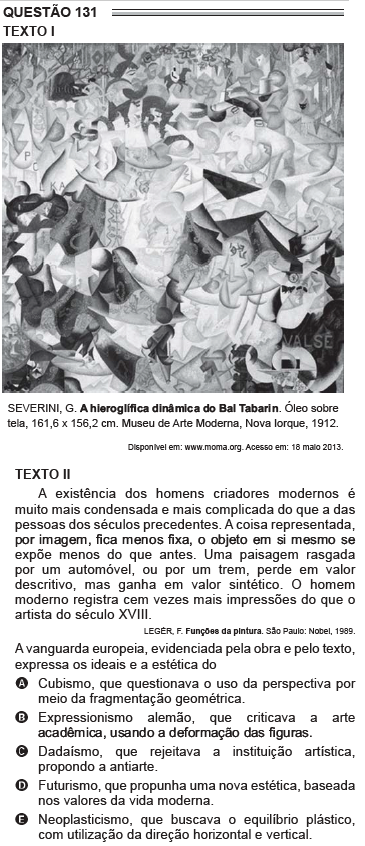 QUESTÃO 131
TEXTO I
P
C
LKA
VALSE
SEVERINI, G. A hieroglífica dinâmica do Bal Tabarin. Óleo sobre
tela, 161,6 x 156,2 cm. Museu de Arte Moderna, Nova Iorque, 1912.
Disponível em: www.moma.org. Acesso em: 18 maio 2013.
TEXTO II
A existência dos homens criadores modernos é
muito mais condensada e mais complicada do que a das
pessoas dos séculos precedentes. A coisa representada,
por imagem, fica menos fixa, o objeto em si mesmo se
expõe menos do que antes. Uma paisagem rasgada
por um automóvel, ou por um trem, perde em valor
descritivo, mas ganha em valor sintético. O homem
moderno registra cem vezes mais impressões do que o
artista do século XVIII.
LEGÉR, F. Funções da pintura. São Paulo: Nobel, 1989.
A vanguarda europeia, evidenciada pela obra e pelo texto,
expressa os ideais e a estética do
A Cubismo, que questionava o uso da perspectiva por
meio da fragmentação geométrica.
B Expressionismo alemão, que criticava a arte
acadêmica, usando a deformação das figuras.
C Dadaísmo, que rejeitava a instituição artística,
propondo a antiarte.
D Futurismo, que propunha uma nova estética, baseada
nos valores da vida moderna.
E Neoplasticismo, que buscava o equilíbrio plástico,
com utilização da direção horizontal e vertical.